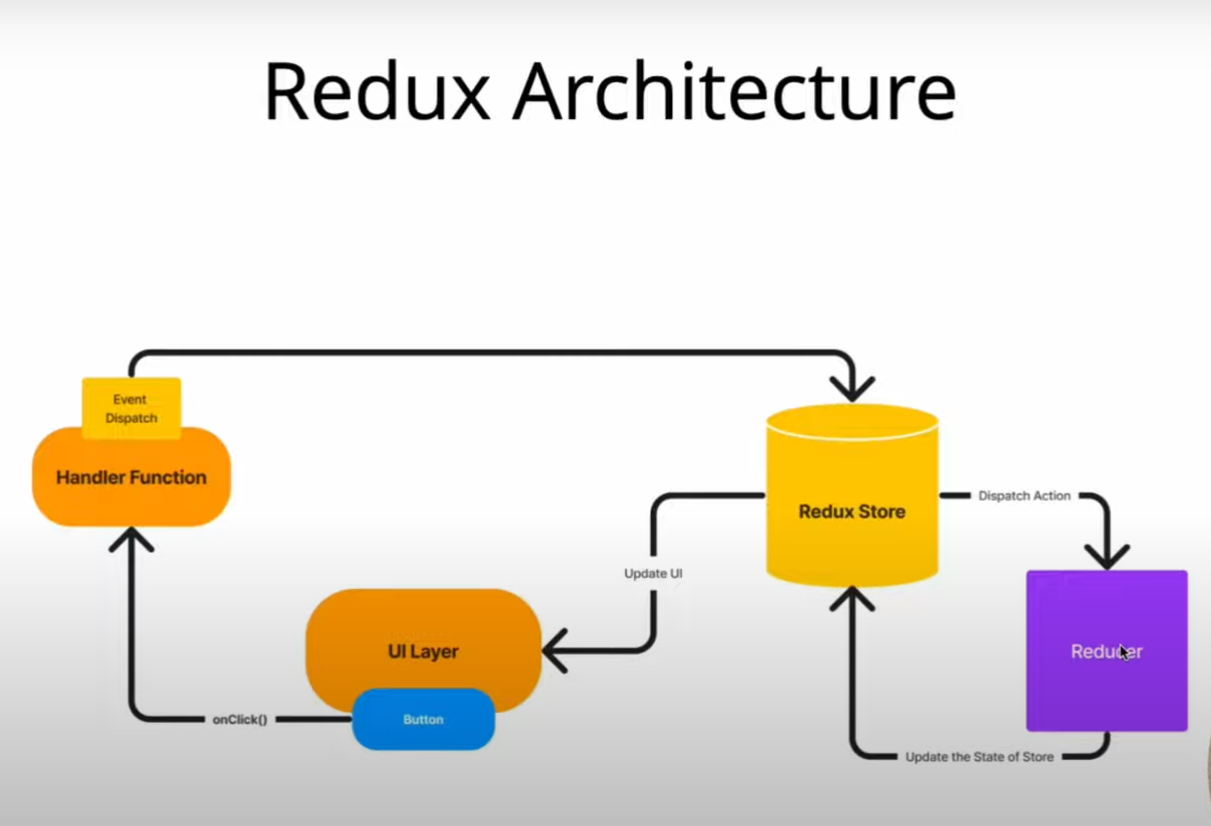 Redux Architecture
Event
Dispatch
Handler Function
Redux Store
Dispatch Action
Update UI
UI Layer
Reducer
onClick()
Button
Update the State of Store